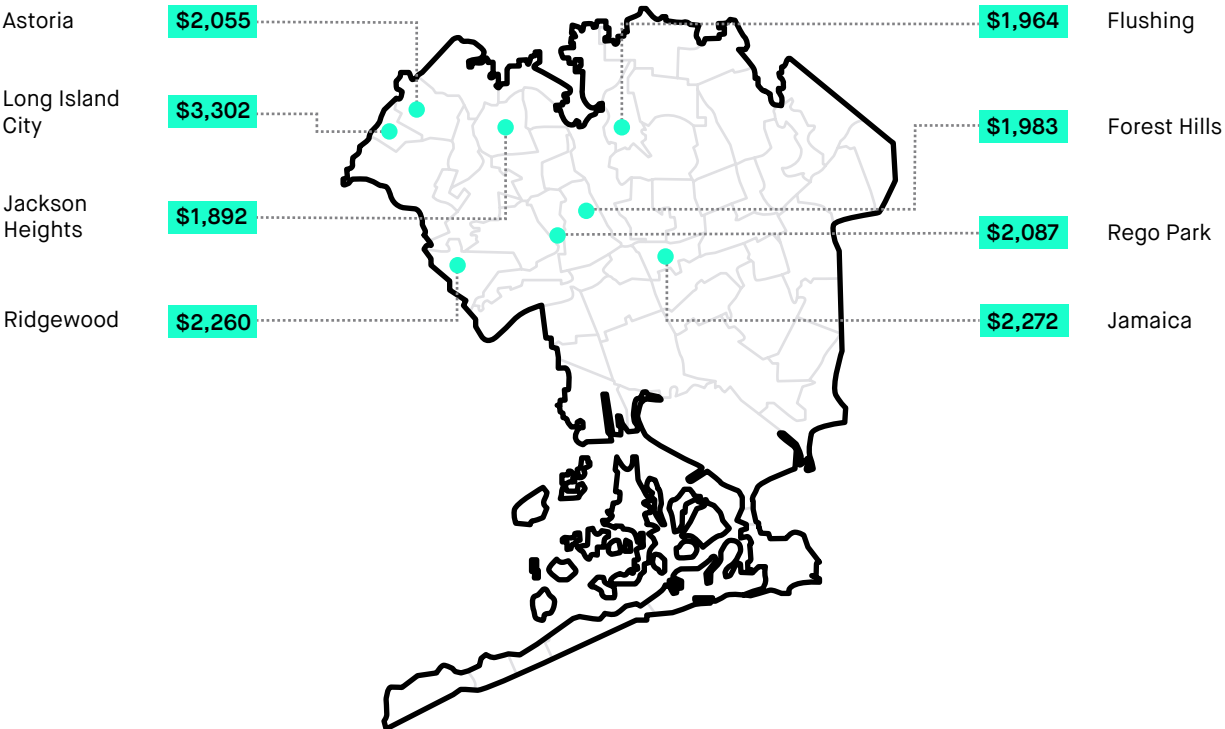 Astoria
$2,055
Long Island
City
$3,302
Jackson
Heights
$1,892
Ridgewood
$2,260
$1,964
Flushing
$1,983
Forest Hills
$2,087
Rego Park
$2,272
Jamaica